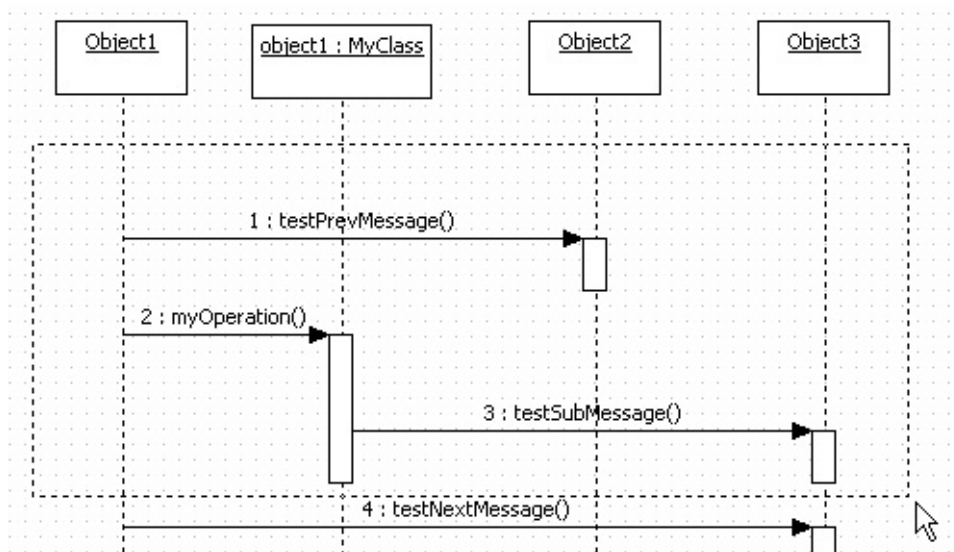 Object1
object1 : MyClass
Object2
Object3
1 : testPrevMessage()
2 : myOperation()
3 : testSubMessage()
4 : testNextMessage()